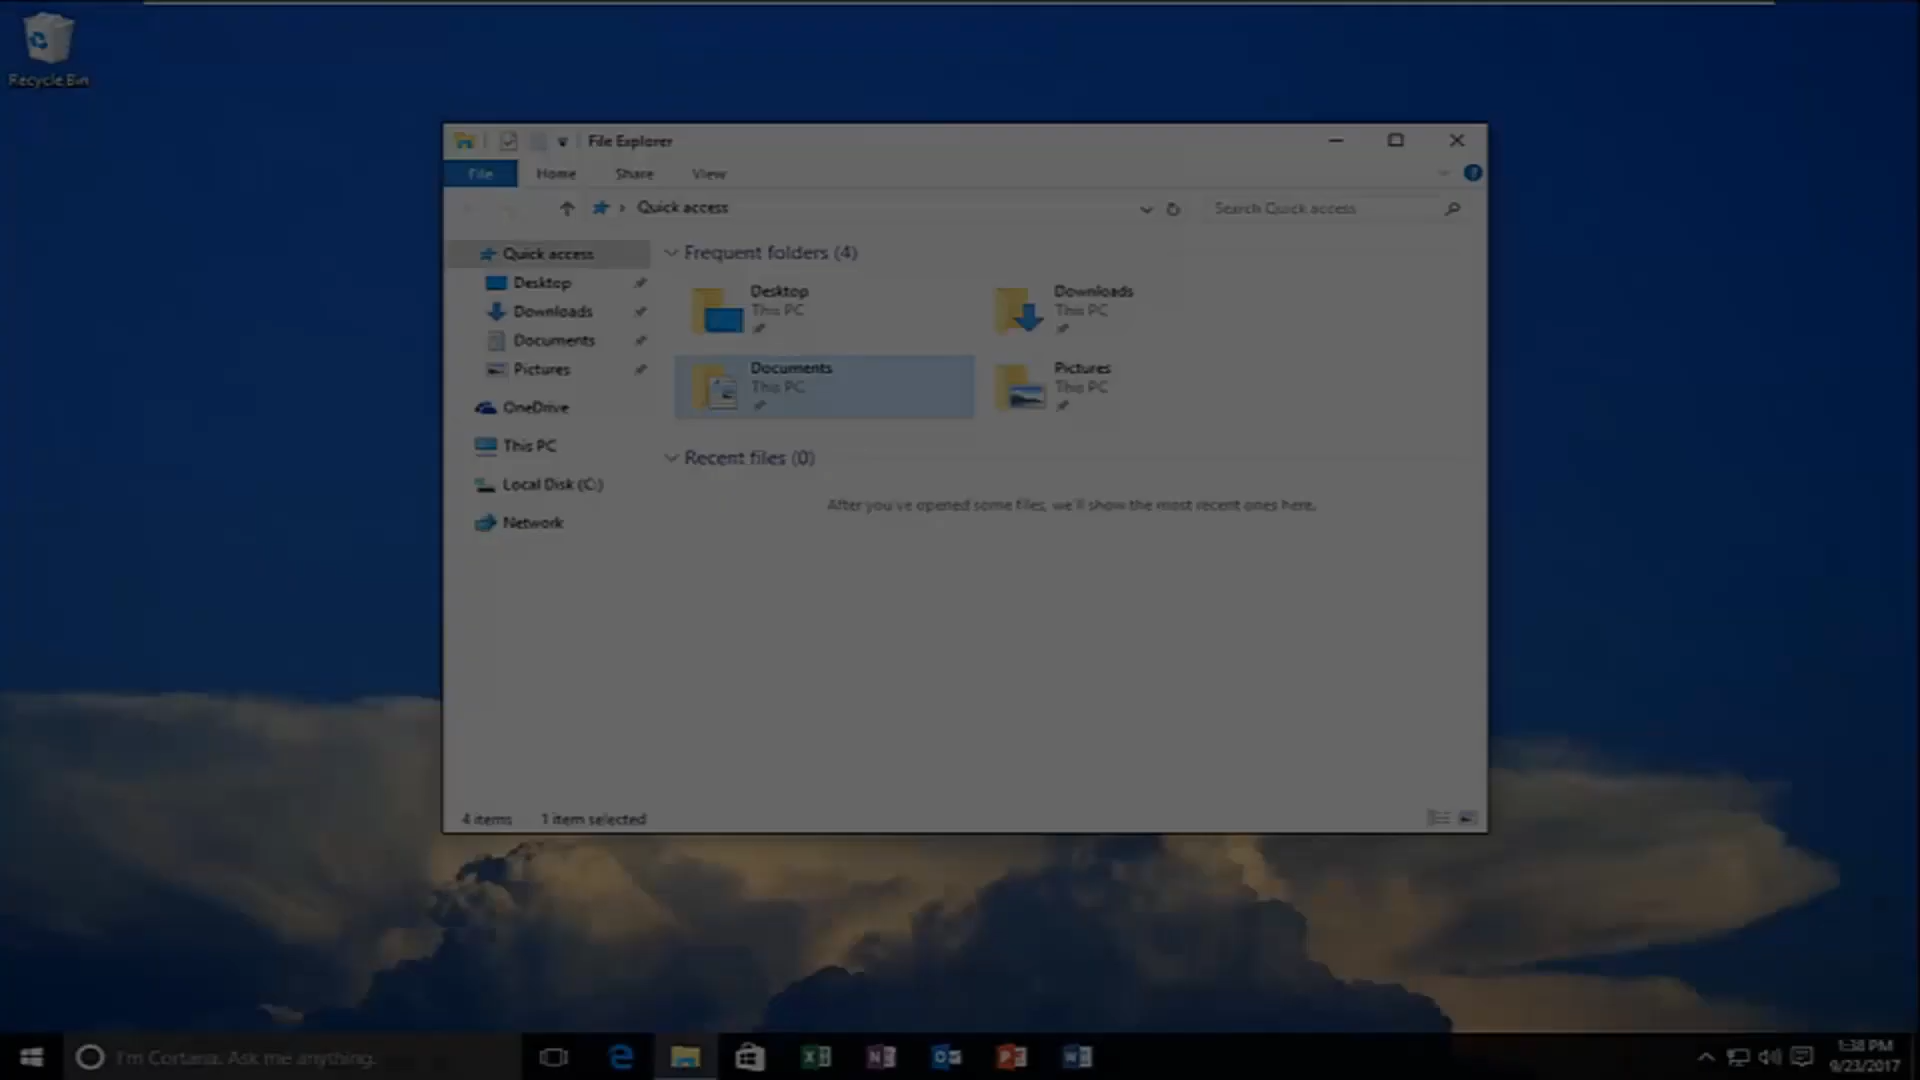 Recycle Bin
File Explorer
File Home Share View
Quick access
Search Quick access
Quick access
Desktop
Downloads
Documents
Pictures
OneDrive
This PC
Local Disk (C:)
Network
Frequent folders (4)
Desktop
This PC
Downloads
This PC
Documents
This PC
Pictures
This PC
Recent files (0)
After you've opened some files, we'll show the most recent ones here.
4 items 1 item selected
I'm Cortana. Ask me anything.
1:38 PM
9/23/2017